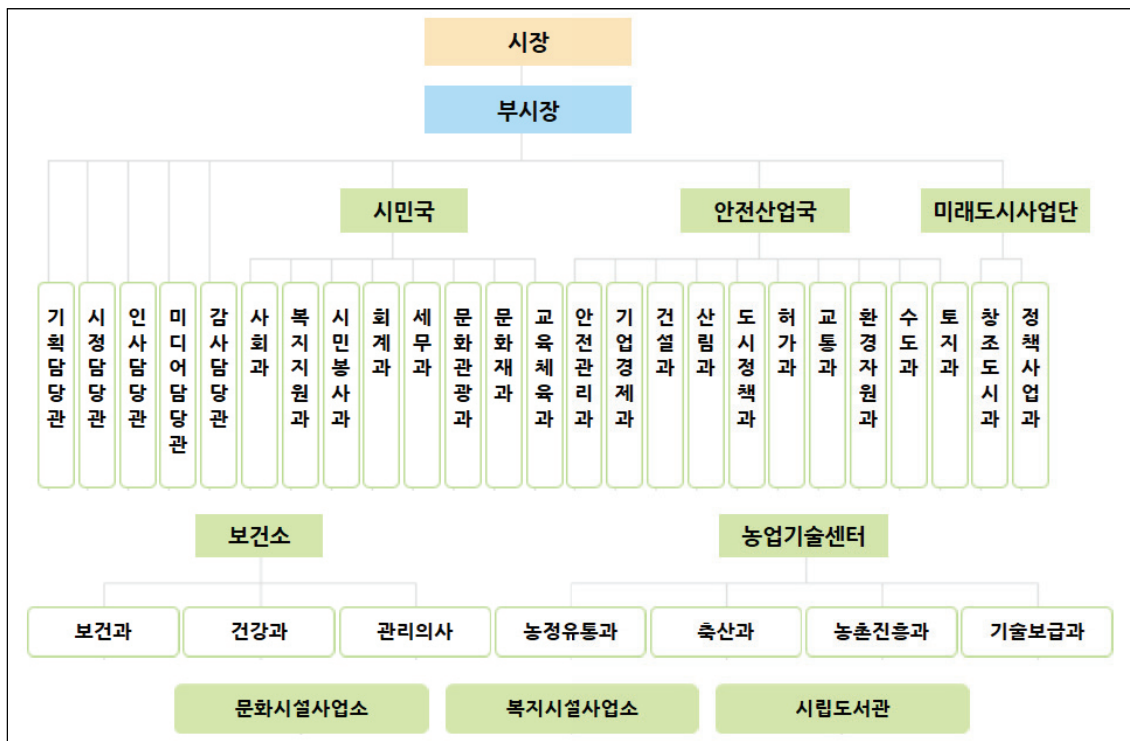 시장
부시장
시민국
안전산업국
미래도시사업단
기획담당관
시정담당관
인사담당관
미디어담당관
감사담당관
사회과
복지지원과
시민봉사과
회계과
세무과
문화관광과
문화재과
교육체육과
안전관리과
기업경제과
건설과
산림과
도시정책과
허가과
교통과
환경자원과
수도과
토지과
창조도시과
정책사업과
보건소
농업기술센터
보건과
건강과
관리의사
농정유통과
축산과
농촌진흥과
기술보급과
문화시설사업소
복지시설사업소
시립도서관